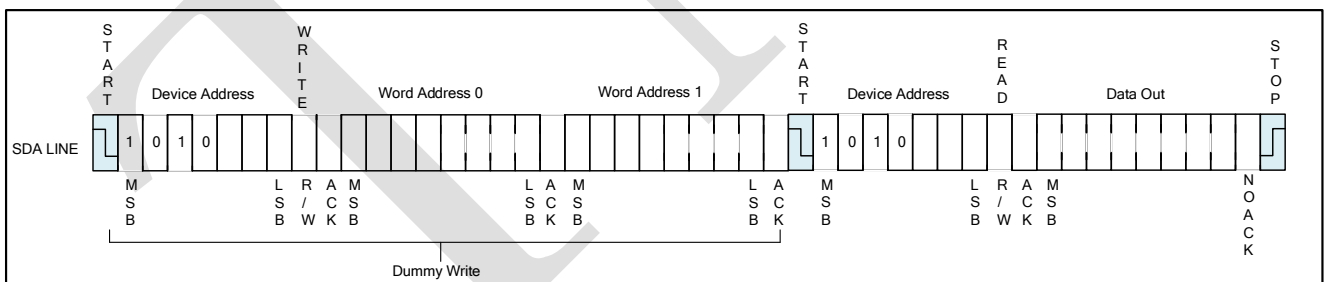 START
WRITE
START
READ
STOP
Device Address
Word Address 0
Word Address 1
Device Address
Data Out
SDA LINE
1 0 1 0
1 0 1 0
MSB
LSB
R/W
ACK
MSB
LSB
ACK
MSB
LSB
ACK
MSB
LSB
R/W
ACK
MSB
NOACK
Dummy Write